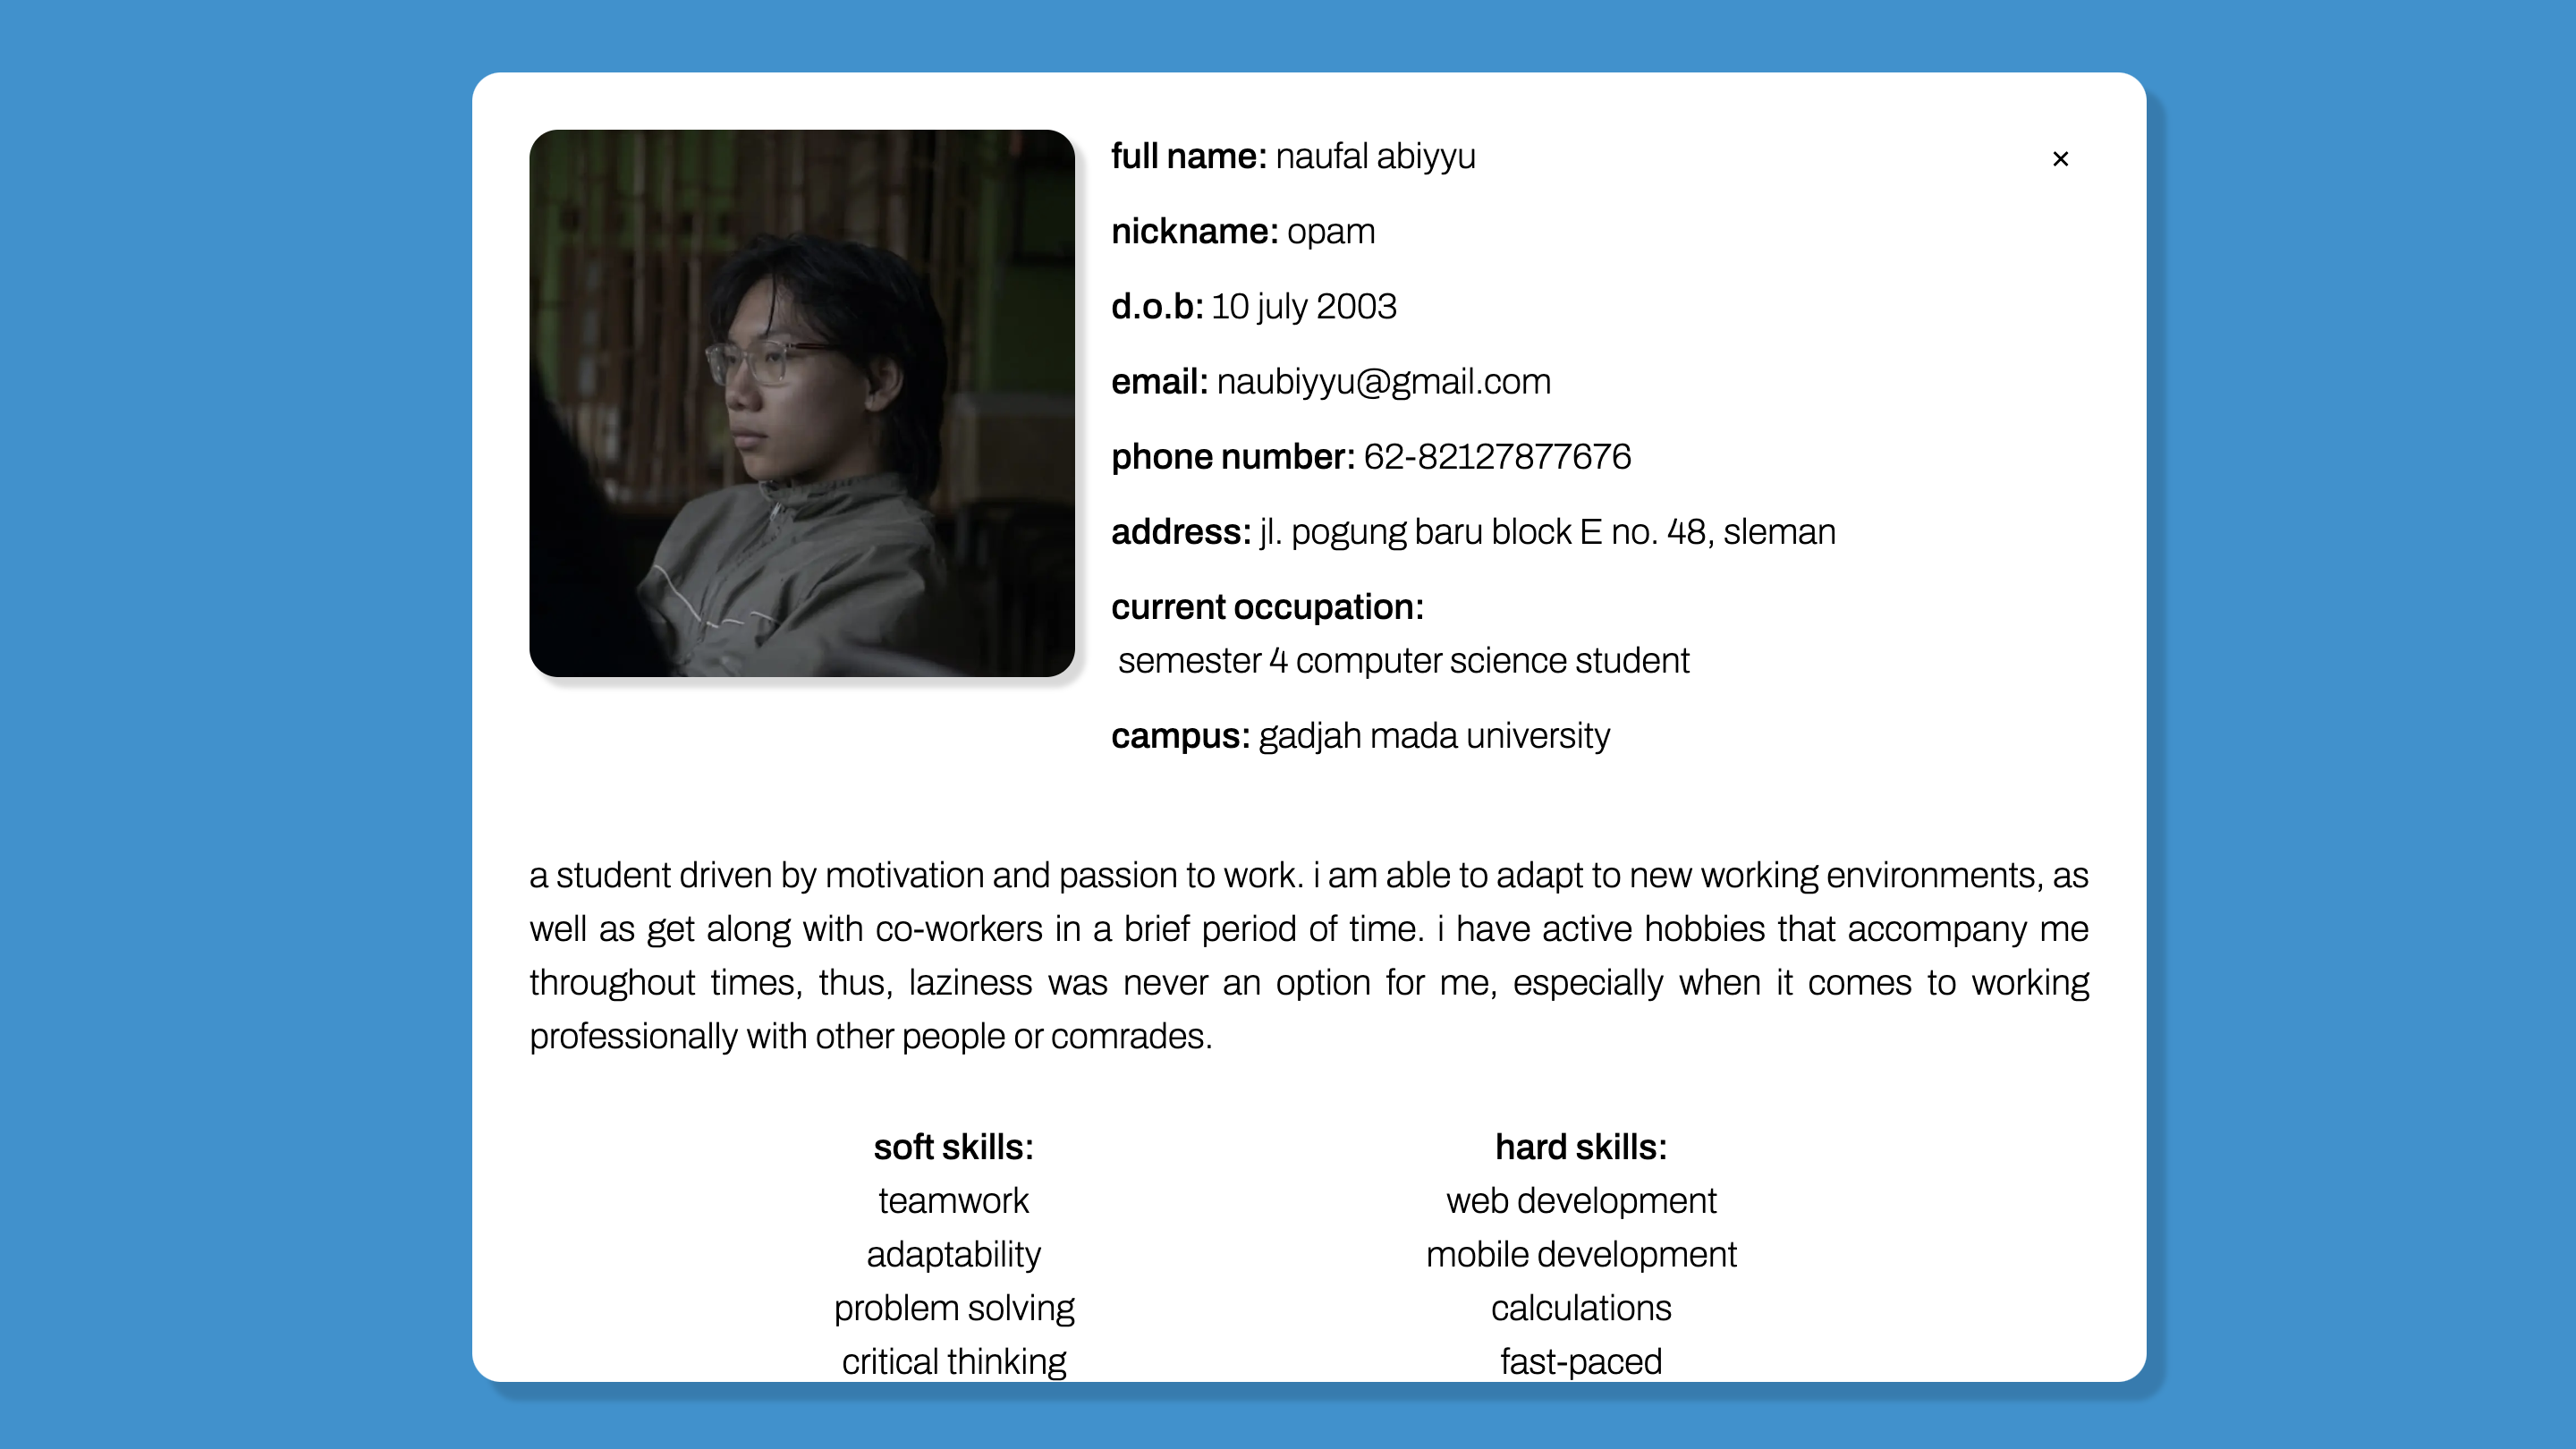 full name: naufal abiyyu
×
nickname: opam
d.o.b: 10 july 2003
email: naubiyyu@gmail.com
phone number: 62-82127877676
address: jl. pogung baru block E no. 48, sleman
current occupation:
semester 4 computer science student
campus: gadjah mada university
a student driven by motivation and passion to work. i am able to adapt to new working environments, as
well as get along with co-workers in a brief period of time. i have active hobbies that accompany me
throughout times, thus, laziness was never an option for me, especially when it comes to working
professionally with other people or comrades.
soft skills:
teamwork
adaptability
problem solving
critical thinking
hard skills:
web development
mobile development
calculations
fast-paced